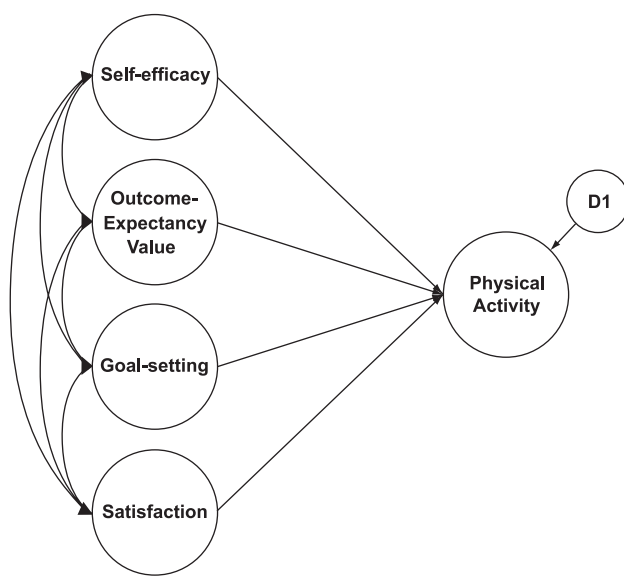 Self-efficacy
Outcome-
Expectancy
Value
D1
Physical
Activity
Goal-setting
Satisfaction